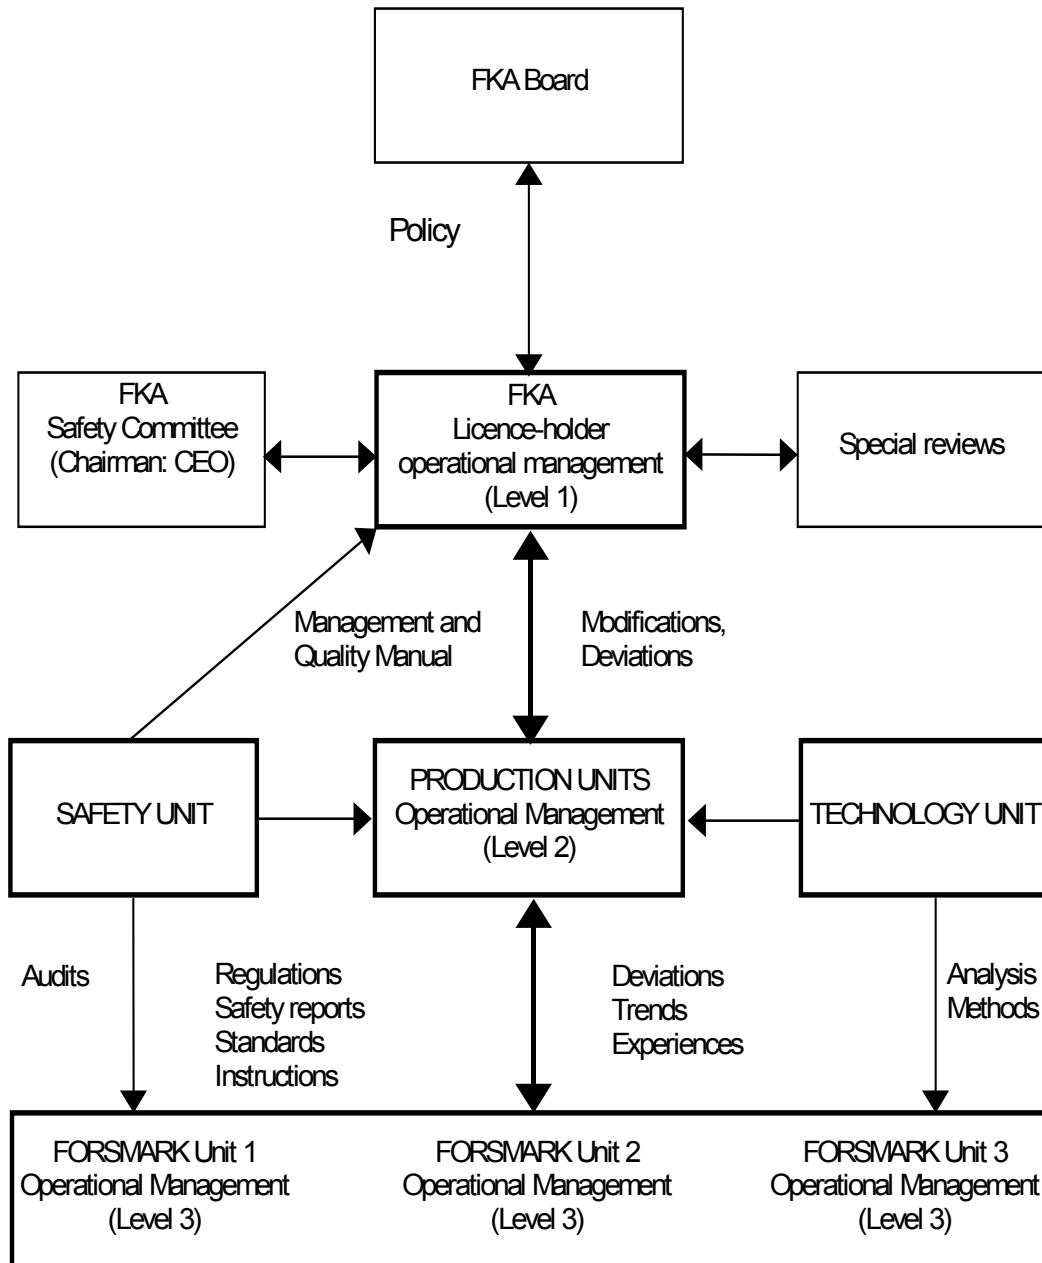 FKA Board
Policy
FKA
Safety Committee
(Chairman: CEO)
FKA
Licence-holder
operational management
(Level 1)
Special reviews
Management and
Quality Manual
Modifications,
Deviations
SAFETY UNIT
PRODUCTION UNITS
Operational Management
(Level 2)
TECHNOLOGY UNIT
Audits
Regulations
Safety reports
Standards
Instructions
Deviations
Trends
Experiences
Analysis
Methods
FORSMARK Unit 1
Operational Management
(Level 3)
FORSMARK Unit 2
Operational Management
(Level 3)
FORSMARK Unit 3
Operational Management
(Level 3)